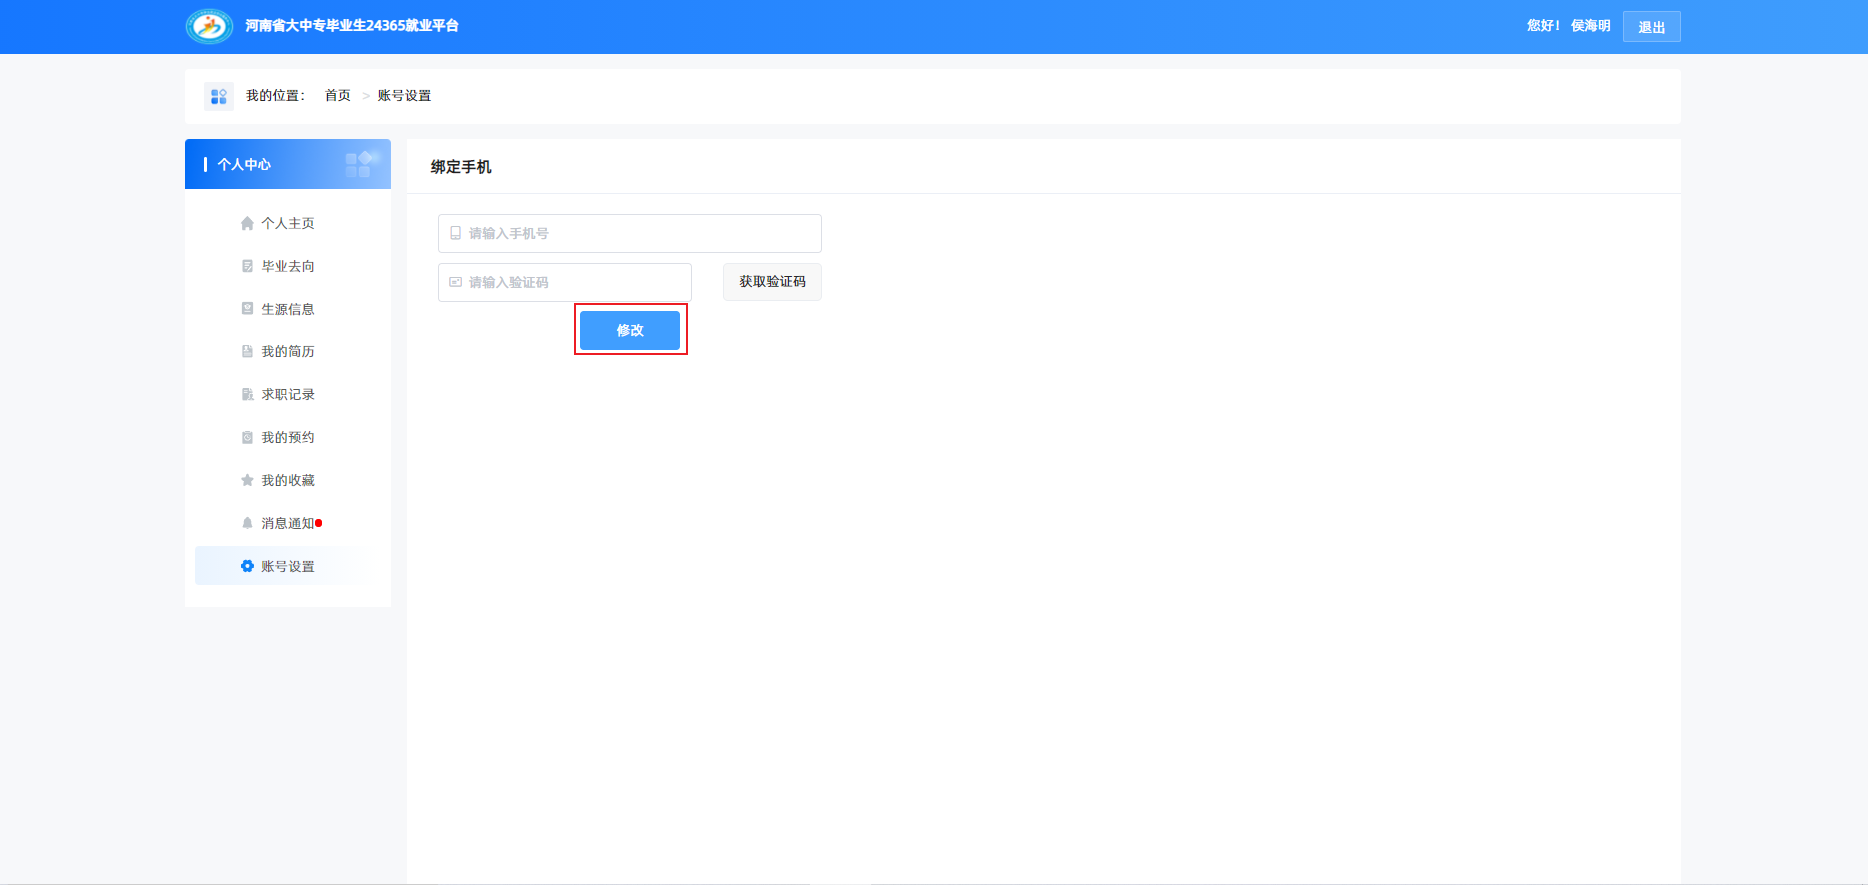 河南省大中专毕业生24365就业平台
您好！ 侯海明
退出
我的位置： 首页 > 账号设置
个人中心
个人主页
毕业去向
生源信息
我的简历
求职记录
我的预约
我的收藏
消息通知
账号设置
绑定手机
请输入手机号
请输入验证码
获取验证码
修改